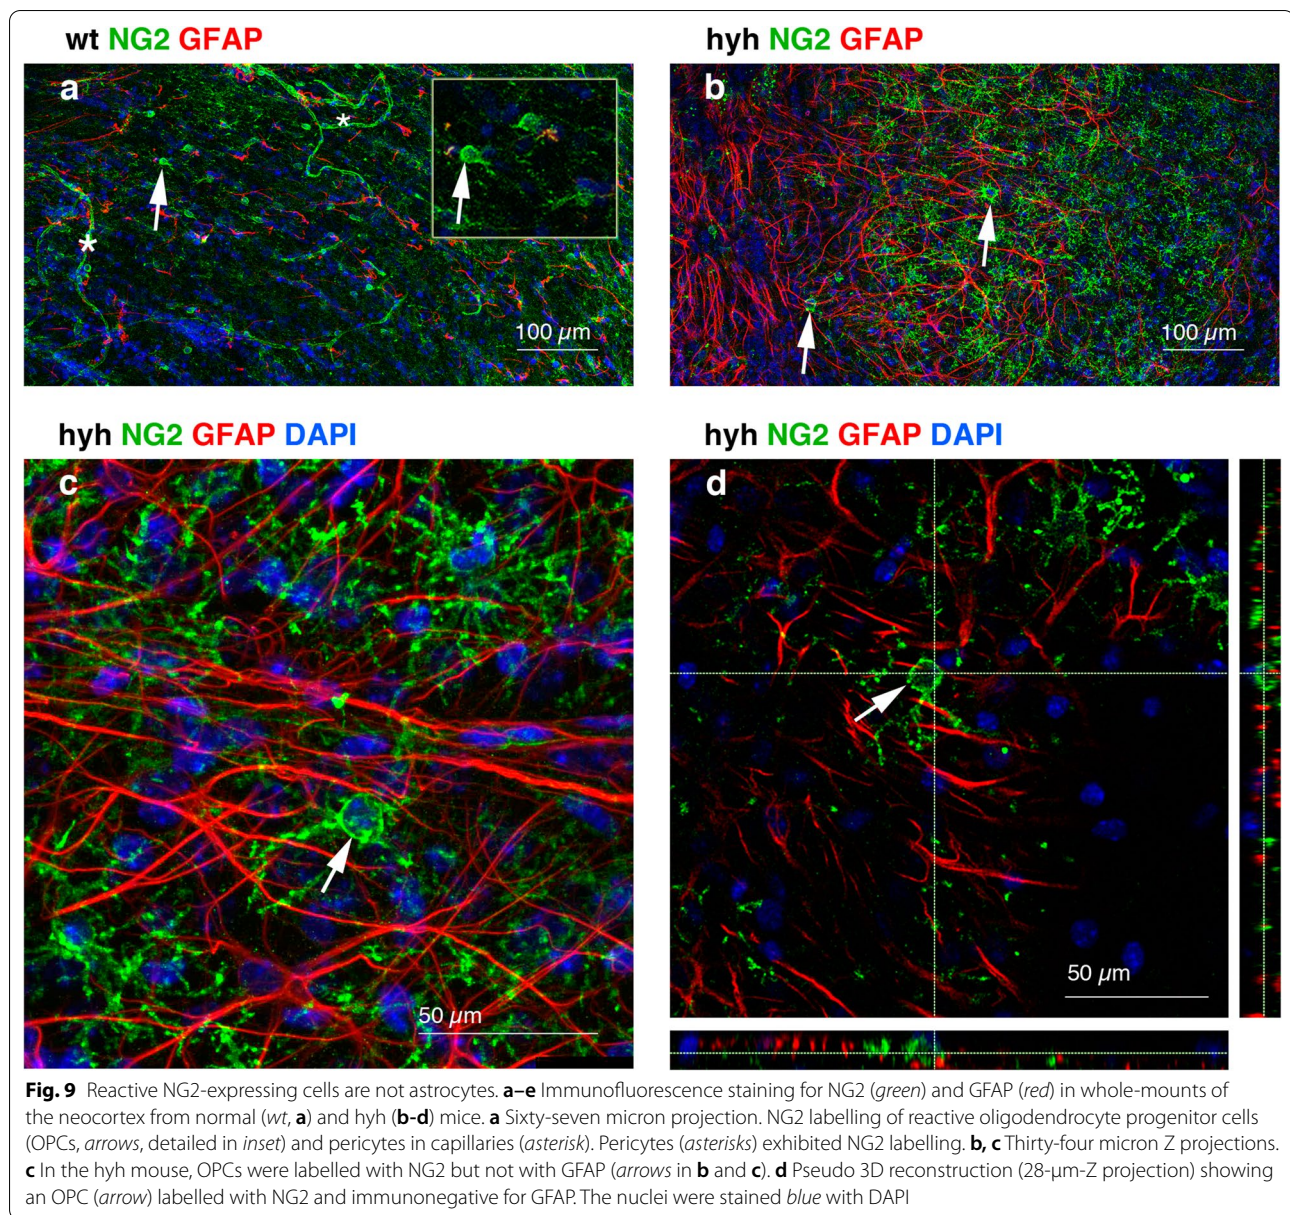 wt NG2 GFAP
hyh NG2 GFAP
a
*
*
100 µm
b
100 µm
hyh NG2 GFAP DAPI
hyh NG2 GFAP DAPI
c
50 µm
d
50 µm
Fig. 9 Reactive NG2-expressing cells are not astrocytes. a–e Immunofluorescence staining for NG2 (green) and GFAP (red) in whole-mounts of
the neocortex from normal (wt, a) and hyh (b-d) mice. a Sixty-seven micron projection. NG2 labelling of reactive oligodendrocyte progenitor cells
(OPCs, arrows, detailed in inset) and pericytes in capillaries (asterisk). Pericytes (asterisks) exhibited NG2 labelling. b, c Thirty-four micron Z projections.
c In the hyh mouse, OPCs were labelled with NG2 but not with GFAP (arrows in b and c). d Pseudo 3D reconstruction (28-µm-Z projection) showing
an OPC (arrow) labelled with NG2 and immunonegative for GFAP. The nuclei were stained blue with DAPI